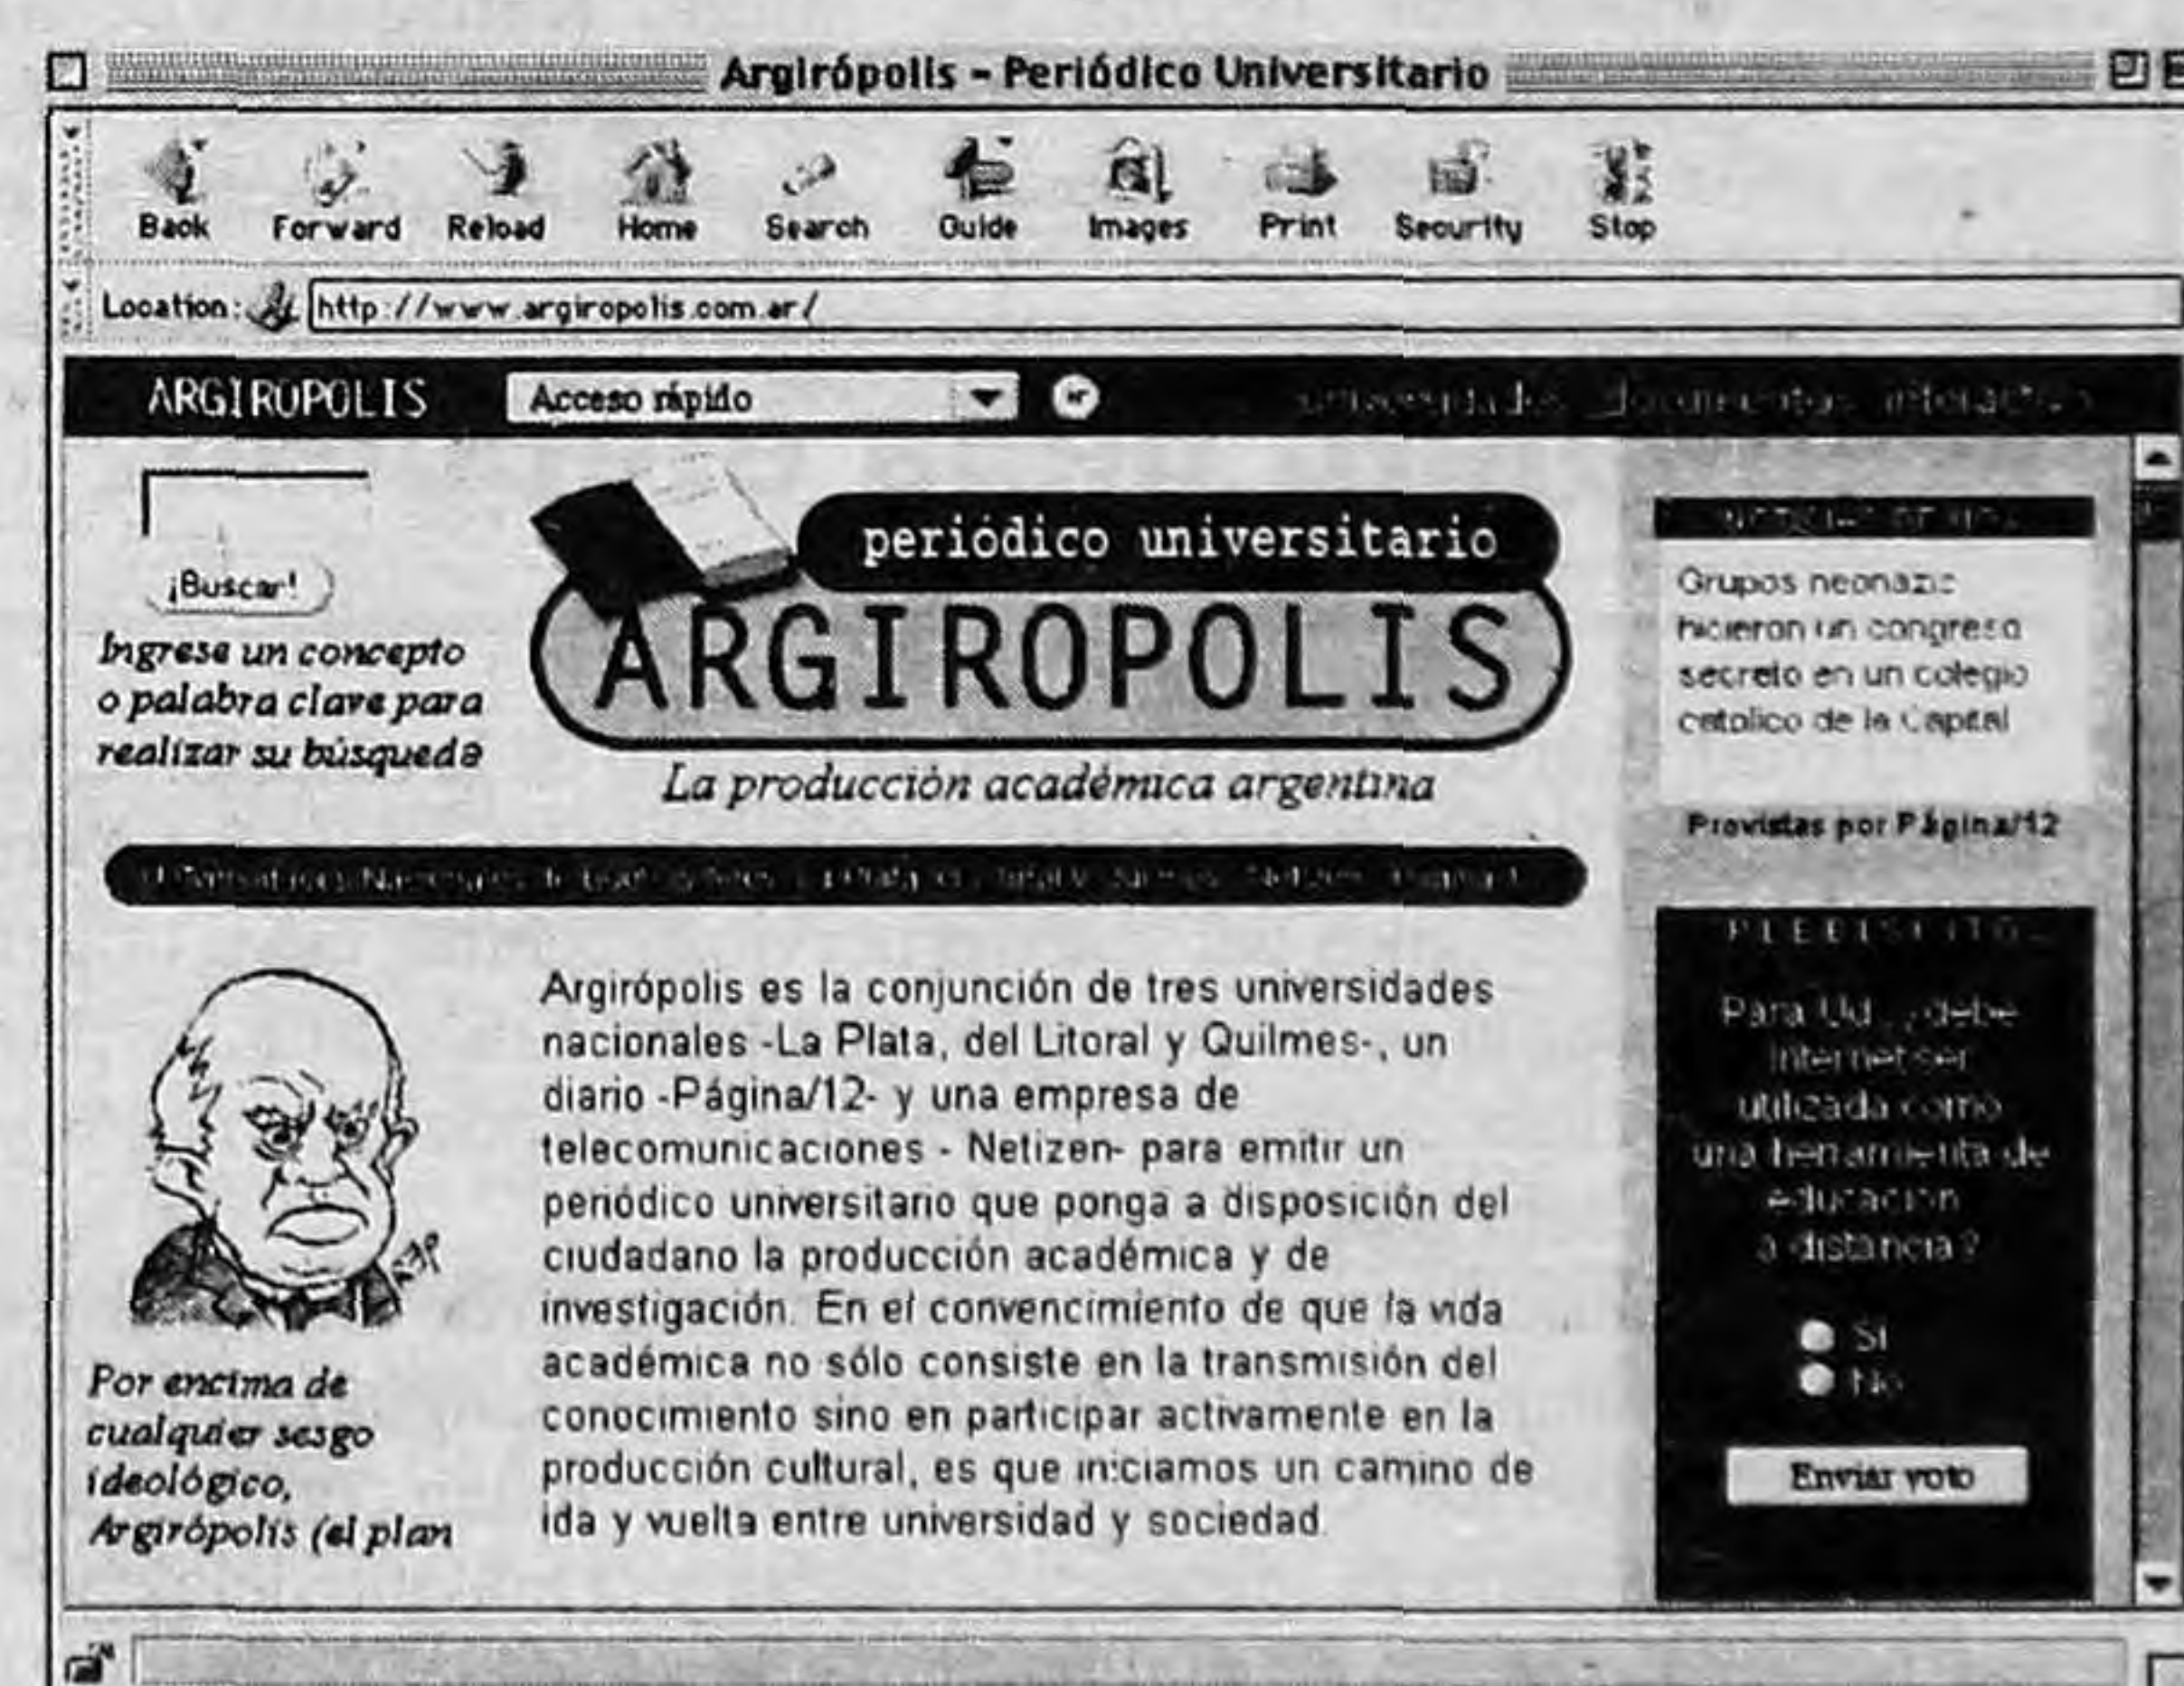 Argirópolis - Periódico Universitario
Back Forward Reload Home Search Guide Images Print Security Stop
Location: http://www.argiropolis.com.ar/
ARGIROPOLIS Acceso rápido ir universidades documentos
¡Buscar!
Ingrese un concepto
o palabra clave para
realizar su búsqueda
periódico universitario
ARGIROPOLIS
La producción académica argentina
Grupos neonazis
hicieron un congreso
secreto en un colegio
catolico de la Capital
Provistas por Página/12
Por encima de
cualquier sesgo
ideológico,
Argirópolis (el plan
Argirópolis es la conjunción de tres universidades
nacionales -La Plata, del Litoral y Quilmes-, un
diario -Página/12- y una empresa de
telecomunicaciones - Netizen- para emitir un
periódico universitario que ponga a disposición del
ciudadano la producción académica y de
investigación. En el convencimiento de que la vida
académica no sólo consiste en la transmisión del
conocimiento sino en participar activamente en la
producción cultural, es que iniciamos un camino de
ida y vuelta entre universidad y sociedad.
REP
PLEBISCITO
Para Ud., ¿debe
Internet ser
utilizada como
una herramienta de
educación
a distancia?
Si
No
Enviar voto